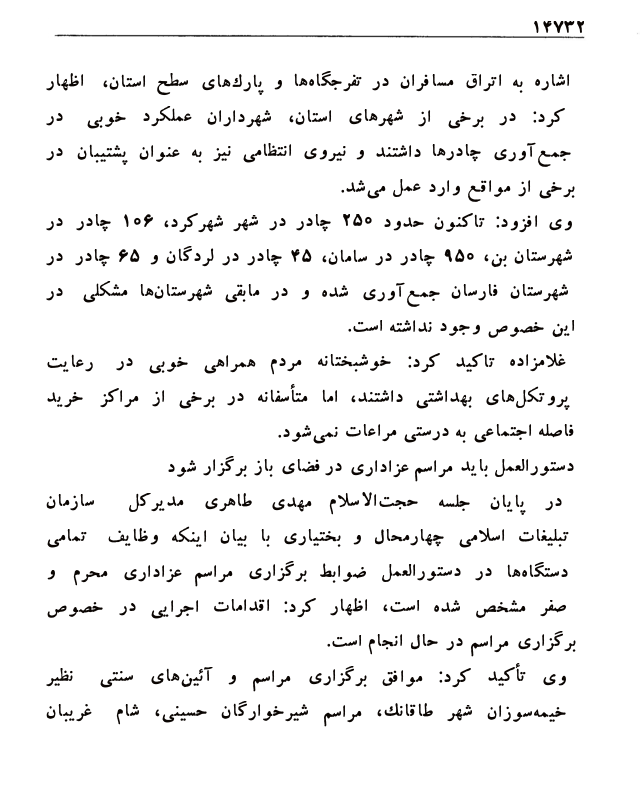 ۱۴۷۳۲
اشاره به اتراق مسافران در تفرجگاه‌ها و پارك‌های سطح استان، اظهار
کرد: در برخی از شهرهای استان، شهرداران عملکرد خوبی در
جمع‌آوری چادرها داشتند و نیروی انتظامی نیز به عنوان پشتیبان در
برخی از مواقع وارد عمل می‌شد.
وی افزود: تاکنون حدود ۲۵۰ چادر در شهر شهرکرد، ۱۰۶ چادر در
شهرستان بن، ۹۵۰ چادر در سامان، ۴۵ چادر در لردگان و ۶۵ چادر در
شهرستان فارسان جمع‌آوری شده و در مابقی شهرستان‌ها مشکلی در
این خصوص وجود نداشته است.
غلامزاده تاکید کرد: خوشبختانه مردم همراهی خوبی در رعایت
پروتکل‌های بهداشتی داشتند، اما متأسفانه در برخی از مراکز خرید
فاصله اجتماعی به درستی مراعات نمی‌شود.
دستورالعمل باید مراسم عزاداری در فضای باز برگزار شود
در پایان جلسه حجت‌الاسلام مهدی طاهری مدیرکل سازمان
تبلیغات اسلامی چهارمحال و بختیاری با بیان اینکه وظایف تمامی
دستگاه‌ها در دستورالعمل ضوابط برگزاری مراسم عزاداری محرم و
صفر مشخص شده است، اظهار کرد: اقدامات اجرایی در خصوص
برگزاری مراسم در حال انجام است.
وی تأکید کرد: موافق برگزاری مراسم و آئین‌های سنتی نظیر
خیمه‌سوزان شهر طاقانك، مراسم شیرخوارگان حسینی، شام غریبان